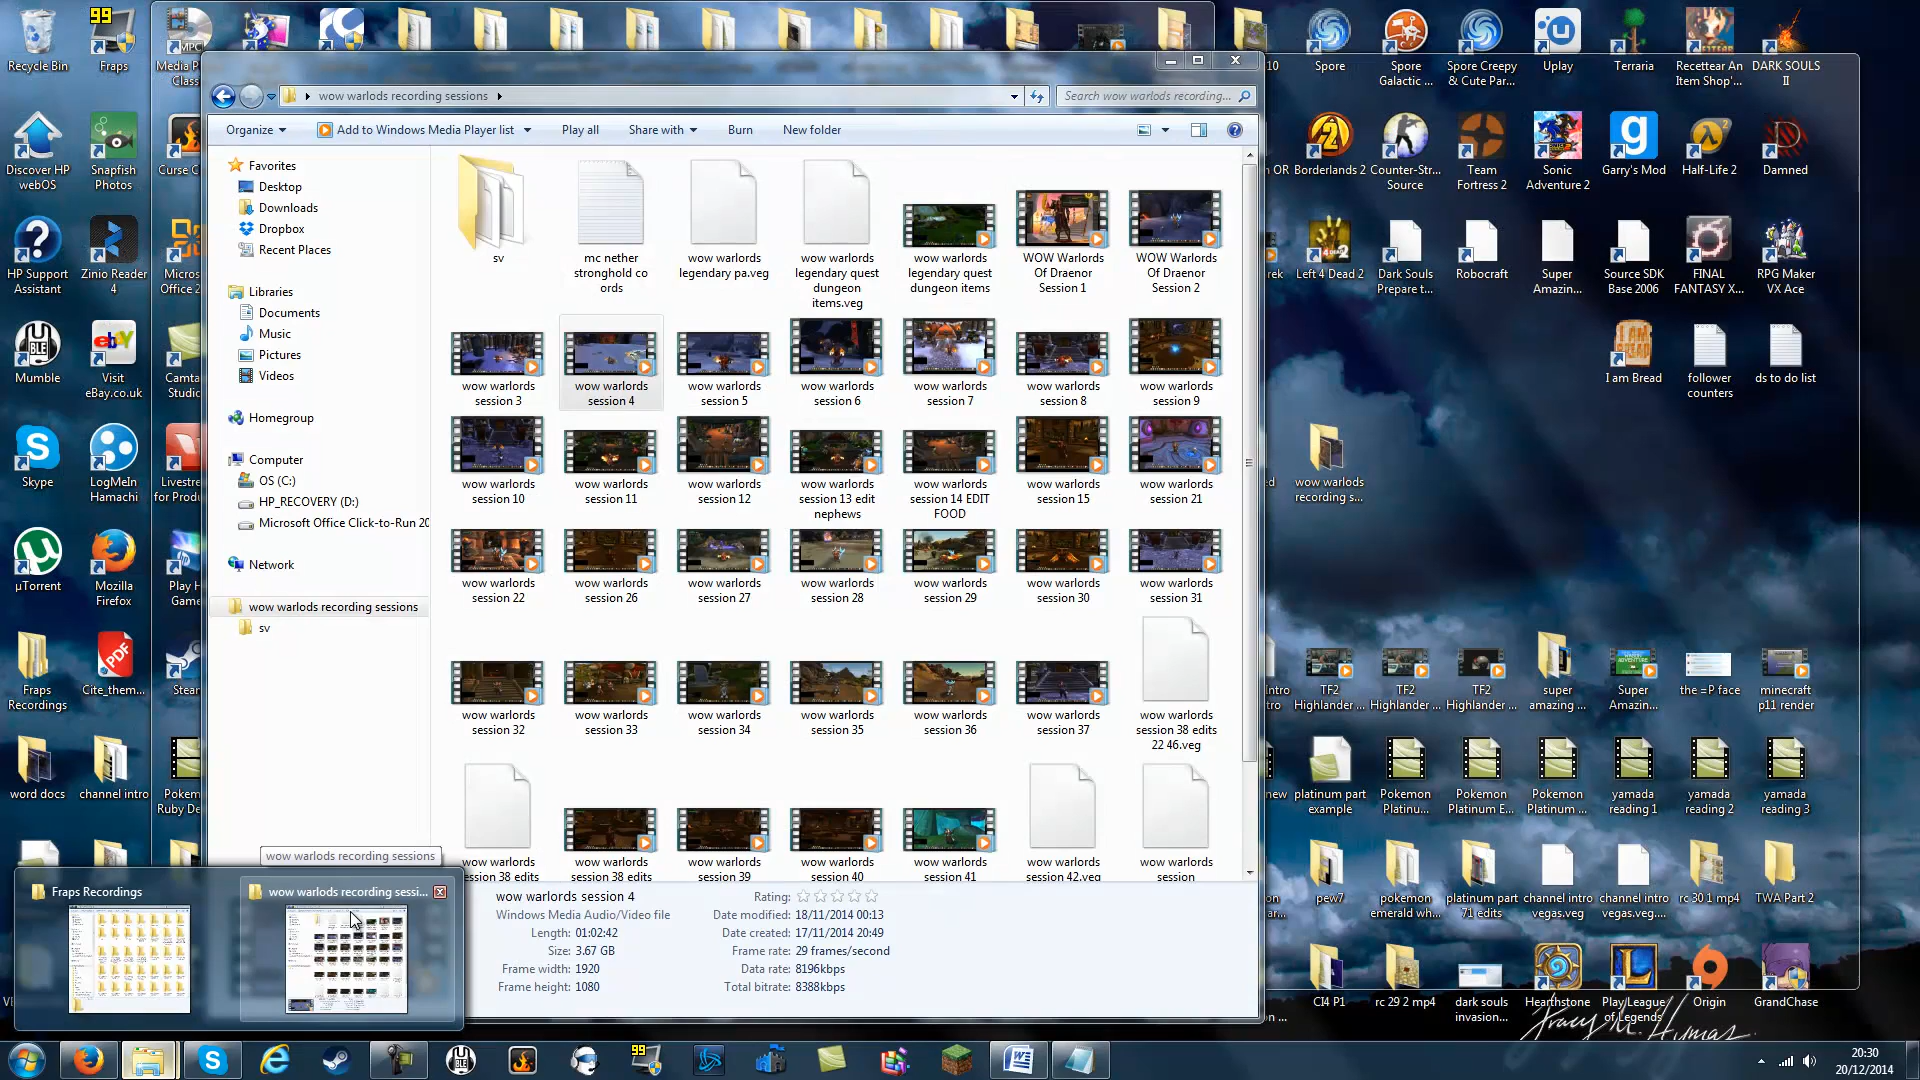 Recycle Bin
99
Fraps
MPC
Media P
Class
Spore
Spore
Galactic ...
Spore Creepy
& Cute Par...
Uplay
Terraria
Recettear An
Item Shop'...
DARK SOULS
II
wow warlods recording sessions
Search wow warlods recording...
Organize
Add to Windows Media Player list
Play all
Share with
Burn
New folder
Favorites
Desktop
Downloads
Dropbox
Recent Places
Libraries
Documents
Music
Pictures
Videos
Homegroup
Computer
OS (C:)
HP_RECOVERY (D:)
Microsoft Office Click-to-Run 20
Network
wow warlods recording sessions
sv
sv
mc nether
stronghold co
ords
wow warlords
legendary pa.veg
wow warlords
legendary quest
dungeon
items.veg
wow warlords
legendary quest
dungeon items
WOW Warlords
Of Draenor
Session 1
WOW Warlords
Of Draenor
Session 2
wow warlords
session 3
wow warlords
session 4
wow warlords
session 5
wow warlords
session 6
wow warlords
session 7
wow warlords
session 8
wow warlords
session 9
wow warlords
session 10
wow warlords
session 11
wow warlords
session 12
wow warlords
session 13 edit
nephews
wow warlords
session 14 EDIT
FOOD
wow warlords
session 15
wow warlords
session 21
wow warlords
session 22
wow warlords
session 26
wow warlords
session 27
wow warlords
session 28
wow warlords
session 29
wow warlords
session 30
wow warlords
session 31
wow warlords
session 32
wow warlords
session 33
wow warlords
session 34
wow warlords
session 35
wow warlords
session 36
wow warlords
session 37
wow warlords
session 38 edits
22 46.veg
wow warlords
session 38 edits
wow warlords
session 38 edits
wow warlords
session 39
wow warlords
session 40
wow warlords
session 41
wow warlords
session 42.veg
wow warlords
session
wow warlords session 4
Windows Media Audio/Video file
Length: 01:02:42
Size: 3.67 GB
Frame width: 1920
Frame height: 1080
Rating:
Date modified: 18/11/2014 00:13
Date created: 17/11/2014 20:49
Frame rate: 29 frames/second
Data rate: 8196kbps
Total bitrate: 8388kbps
Discover HP
webOS
Snapfish
Photos
Curse C
HP Support
Assistant
Zinio Reader
4
Micros
Office 2
Mumble
Visit
eBay.co.uk
Camta
Studio
Skype
LogMeIn
Hamachi
Livestre
for Produ
µTorrent
Mozilla
Firefox
Play H
Game
Fraps
Recordings
PDF
Cite_them...
Stear
word docs
channel intro
Pokem
Ruby De
10
OR
Borderlands 2
Counter-Str...
Source
Team
Fortress 2
Sonic
Adventure 2
Garry's Mod
Half-Life 2
Damned
rek
Left 4 Dead 2
Dark Souls
Prepare t...
Robocraft
Super
Amazin...
Source SDK
Base 2006
FINAL
FANTASY X...
RPG Maker
VX Ace
I am Bread
follower
counters
ds to do list
ed
wow warlods
recording s...
Intro
tro
TF2
Highlander ...
TF2
Highlander ...
TF2
Highlander ...
super
amazing ...
Super
Amazin...
the =P face
minecraft
p11 render
new
platinum part
example
Pokemon
Platinu...
Pokemon
Platinum E...
Pokemon
Platinum ...
yamada
reading 1
yamada
reading 2
yamada
reading 3
pew7
pokemon
emerald wh...
platinum part
71 edits
channel intro
vegas.veg
channel intro
vegas.veg....
rc 30 1 mp4
TWA Part 2
CI4 P1
rc 29 2 mp4
dark souls
invasion...
Hearthstone
Play League
of Legends
Origin
GrandChase
wow warlods recording sessions
Fraps Recordings
wow warlods recording sessi...
99
20:30
20/12/2014